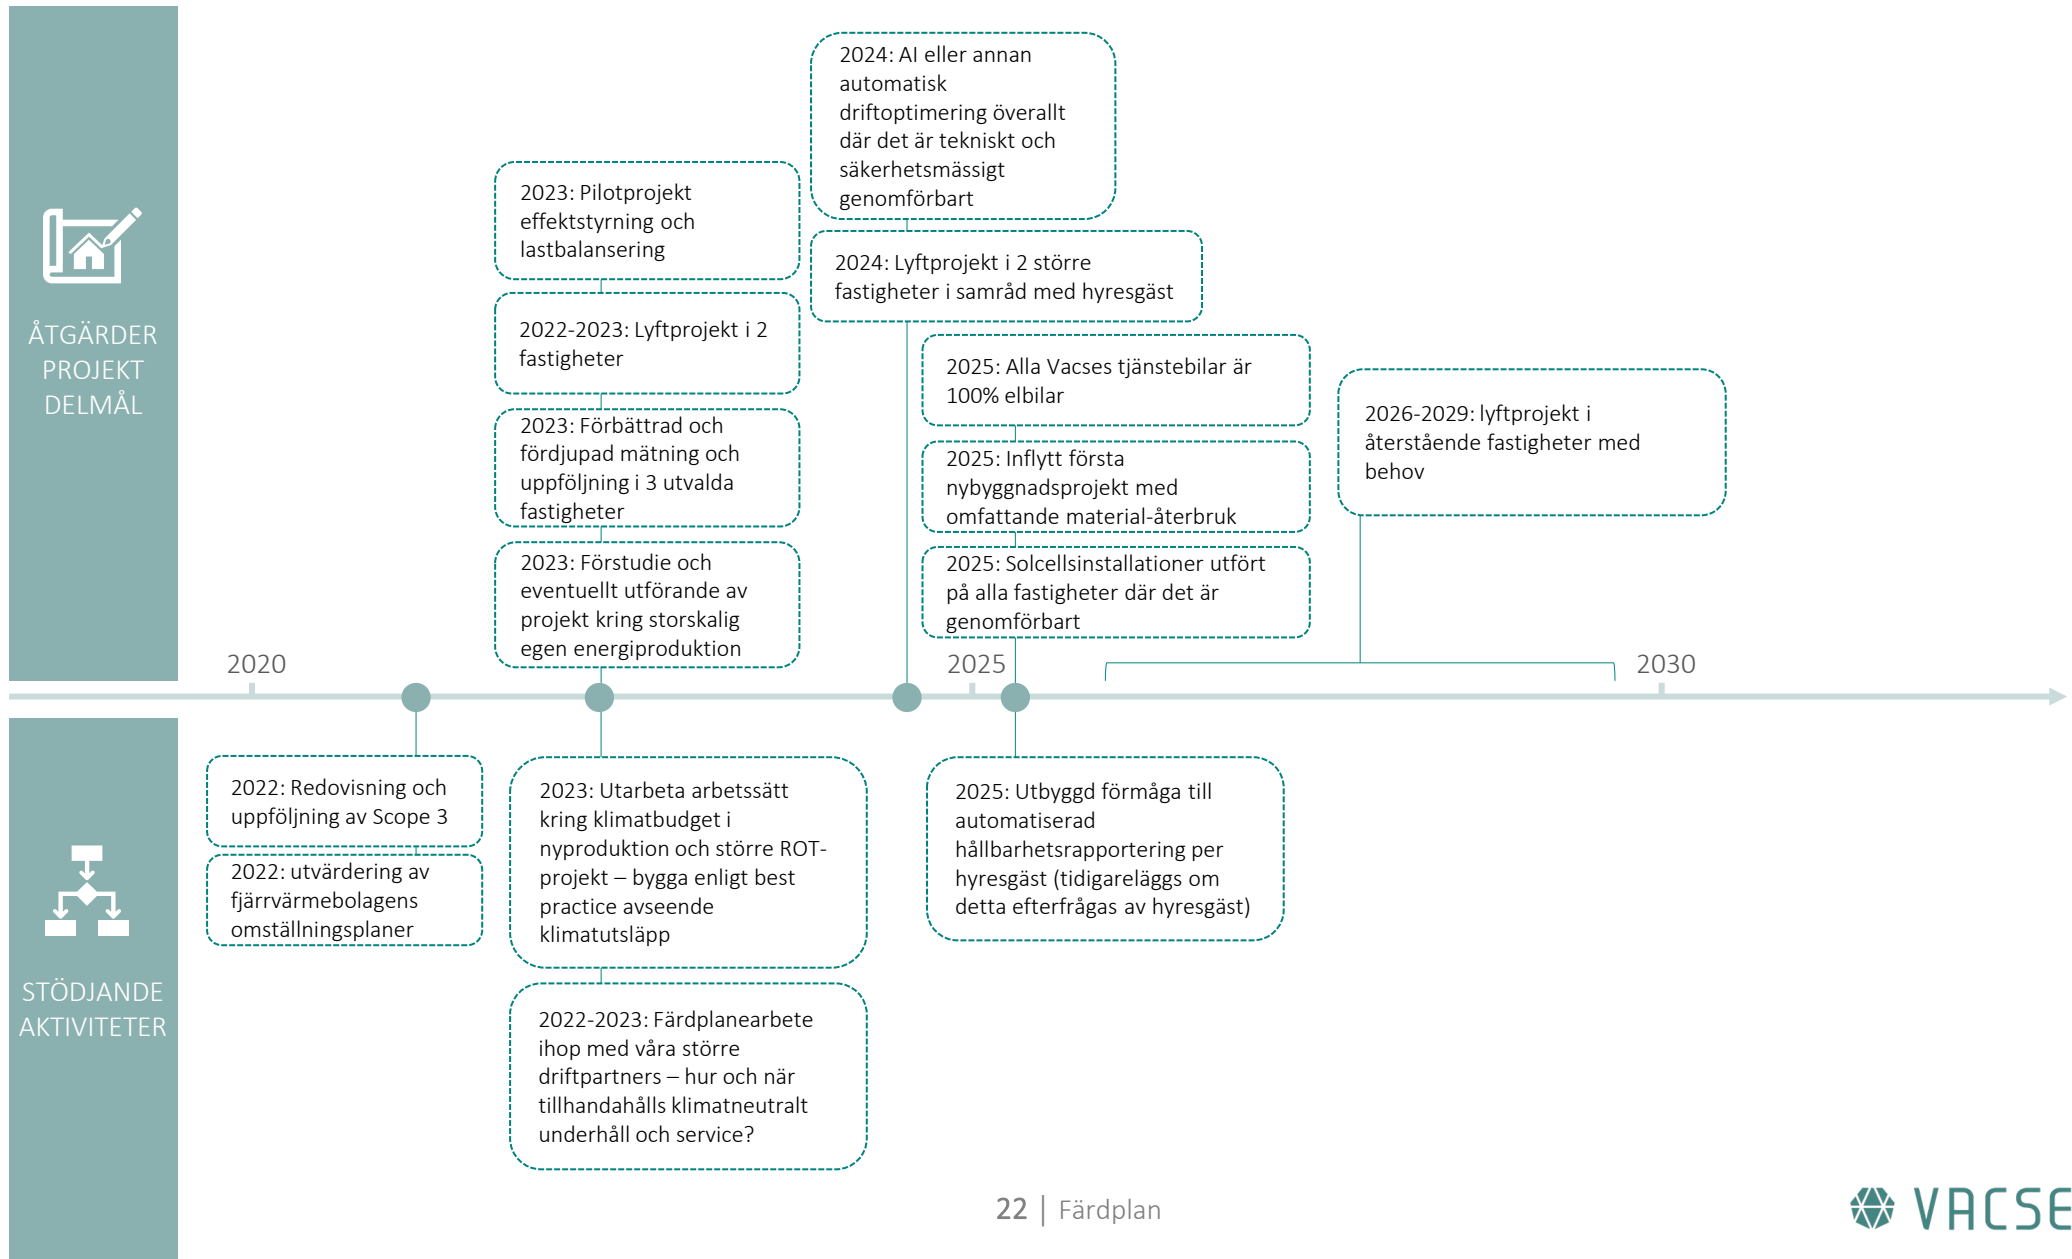 ÅTGÄRDER
PROJEKT
DELMÅL
2023: Pilotprojekt
effektstyrning och
lastbalansering
2022-2023: Lyftprojekt i 2
fastigheter
2023: Förbättrad och
fördjupad mätning och
uppföljning i 3 utvalda
fastigheter
2023: Förstudie och
eventuellt utförande av
projekt kring storskalig
egen energiproduktion
2024: AI eller annan
automatisk
driftoptimering överallt
där det är tekniskt och
säkerhetsmässigt
genomförbart
2024: Lyftprojekt i 2 större
fastigheter i samråd med hyresgäst
2025: Alla Vacses tjänstebilar är
100% elbilar
2025: Inflytt första
nybyggnadsprojekt med
omfattande material-återbruk
2025: Solcellsinstallationer utfört
på alla fastigheter där det är
genomförbart
2026-2029: lyftprojekt i
återstående fastigheter med
behov
2020
2025
2030
STÖDJANDE
AKTIVITETER
2022: Redovisning och
uppföljning av Scope 3
2022: utvärdering av
fjärrvärmebolagens
omställningsplaner
2023: Utarbeta arbetssätt
kring klimatbudget i
nyproduktion och större ROT-
projekt – bygga enligt best
practice avseende
klimatutsläpp
2022-2023: Färdplanearbete
ihop med våra större
driftpartners – hur och när
tillhandahålls klimatneutralt
underhåll och service?
2025: Utbyggd förmåga till
automatiserad
hållbarhetsrapportering per
hyresgäst (tidigareläggs om
detta efterfrågas av hyresgäst)
22 | Färdplan
VACSE